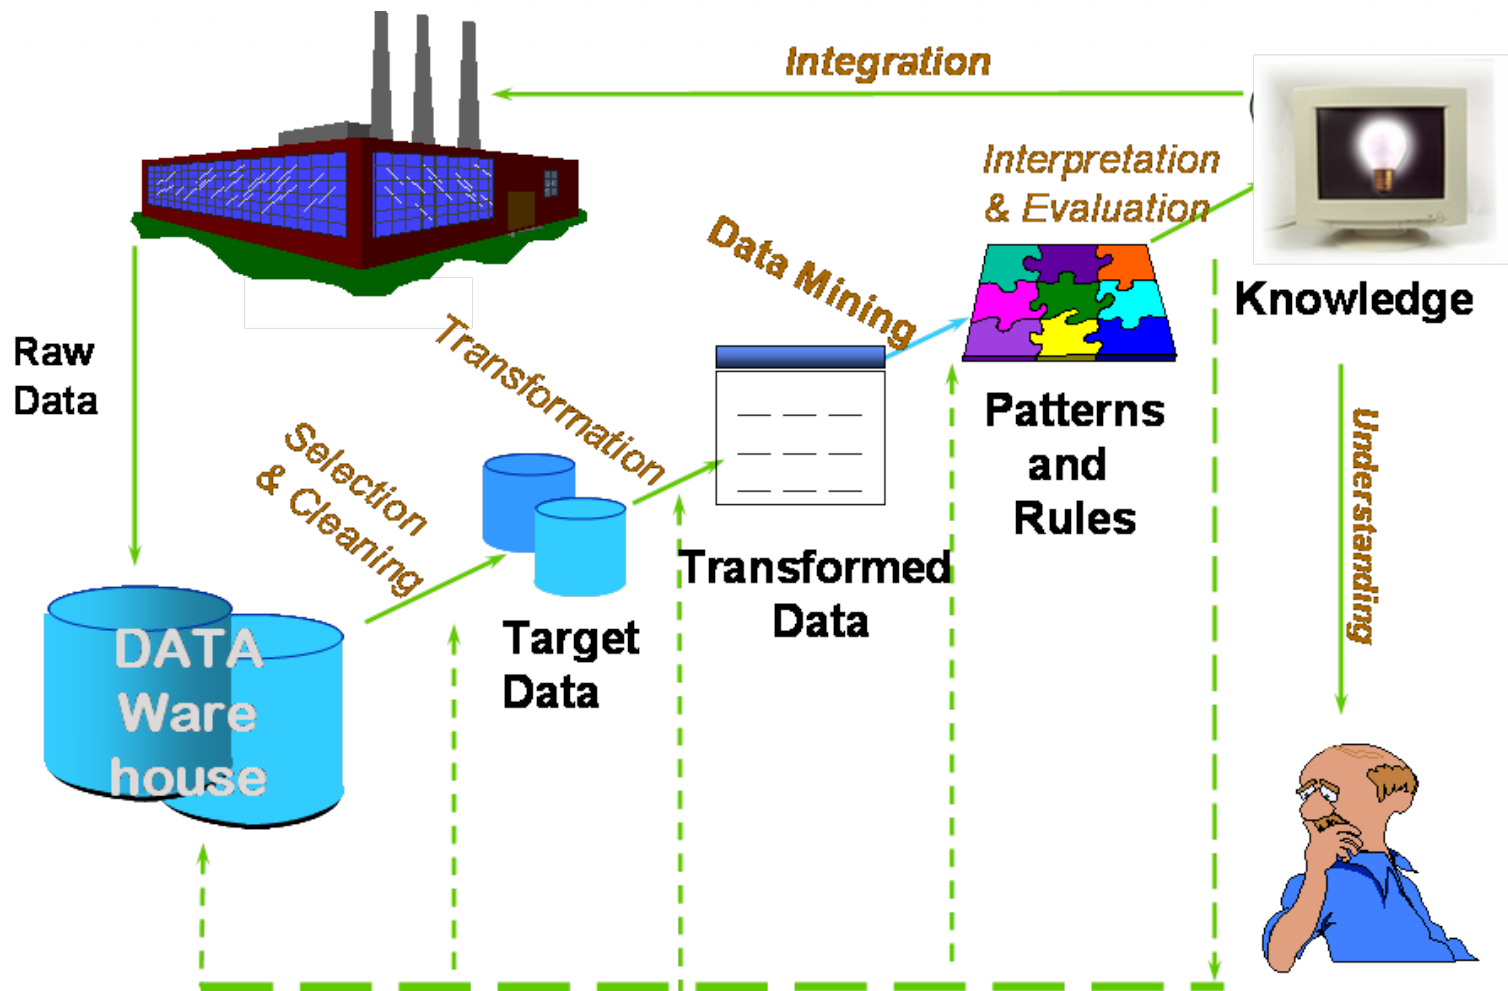 Integration
Interpretation
& Evaluation
Data Mining
Knowledge
Transformation
Raw
Data
Patterns
and
Rules
Selection
& Cleaning
Understanding
Transformed
Data
Target
Data
DATA
Ware
house